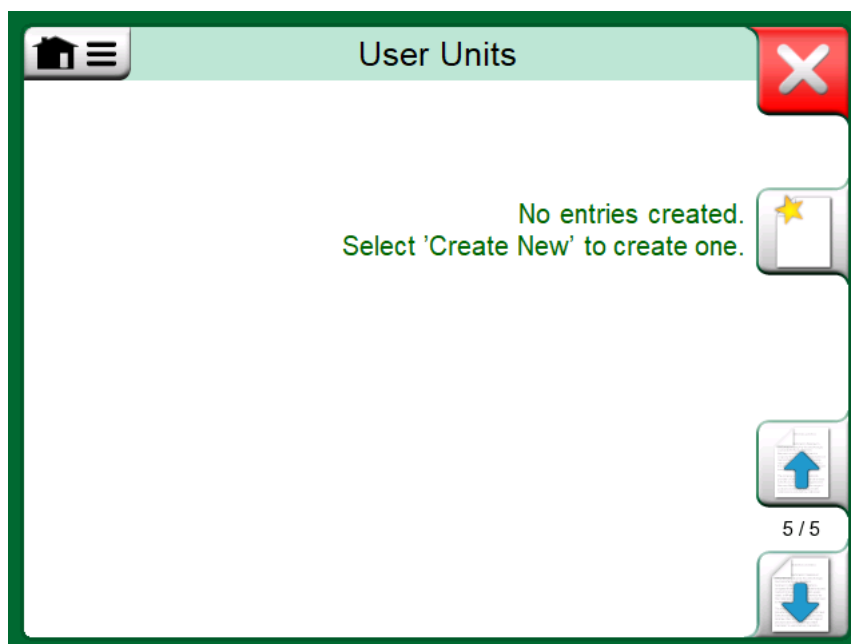 User Units
No entries created.
Select 'Create New' to create one.
5 / 5